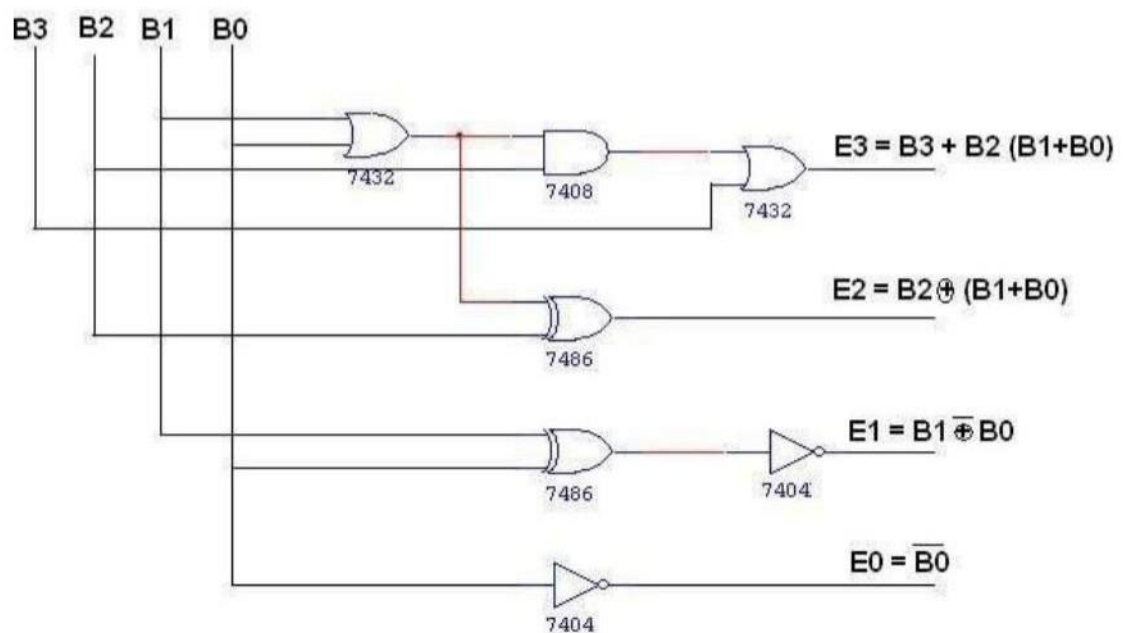 B3 B2 B1 B0
E3 = B3 + B2 (B1+B0)
7432
7408
7432
E2 = B2 ⊕ (B1+B0)
7486
E1 = B1 ⊕̅ B0
7486
7404
E0 = B̅0̅
7404